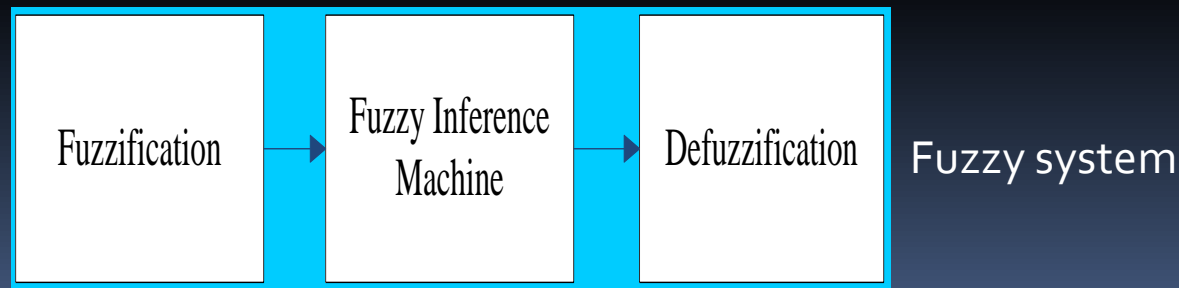 Fuzzification
Fuzzy Inference
Machine
Defuzzification
Fuzzy system